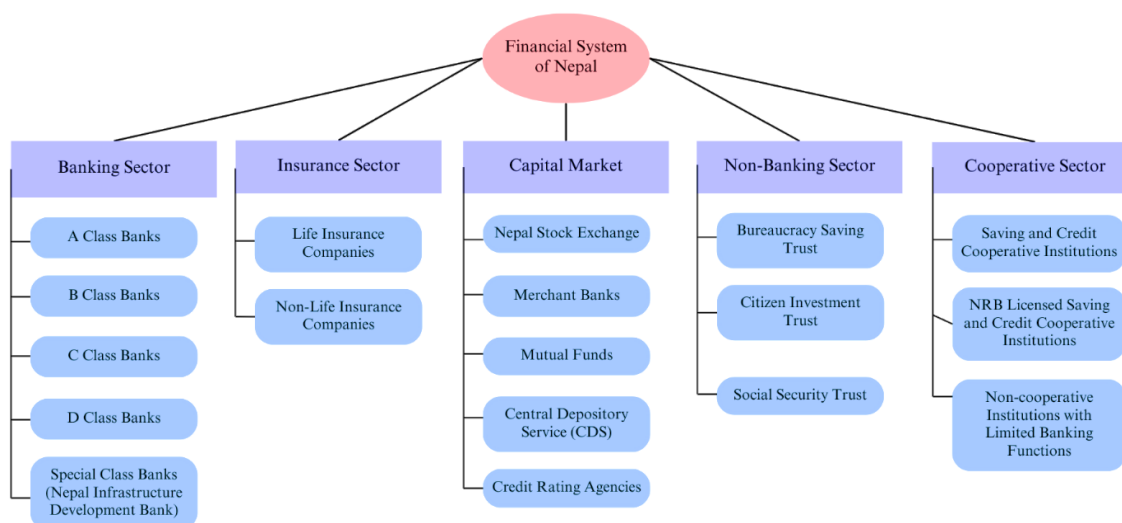 Financial System
of Nepal
Banking Sector
A Class Banks
B Class Banks
C Class Banks
D Class Banks
Special Class Banks
(Nepal Infrastructure
Development Bank)
Insurance Sector
Life Insurance
Companies
Non-Life Insurance
Companies
Capital Market
Nepal Stock Exchange
Merchant Banks
Mutual Funds
Central Depository
Service (CDS)
Credit Rating Agencies
Non-Banking Sector
Bureaucracy Saving
Trust
Citizen Investment
Trust
Social Security Trust
Cooperative Sector
Saving and Credit
Cooperative Institutions
NRB Licensed Saving
and Credit Cooperative
Institutions
Non-cooperative
Institutions with
Limited Banking
Functions